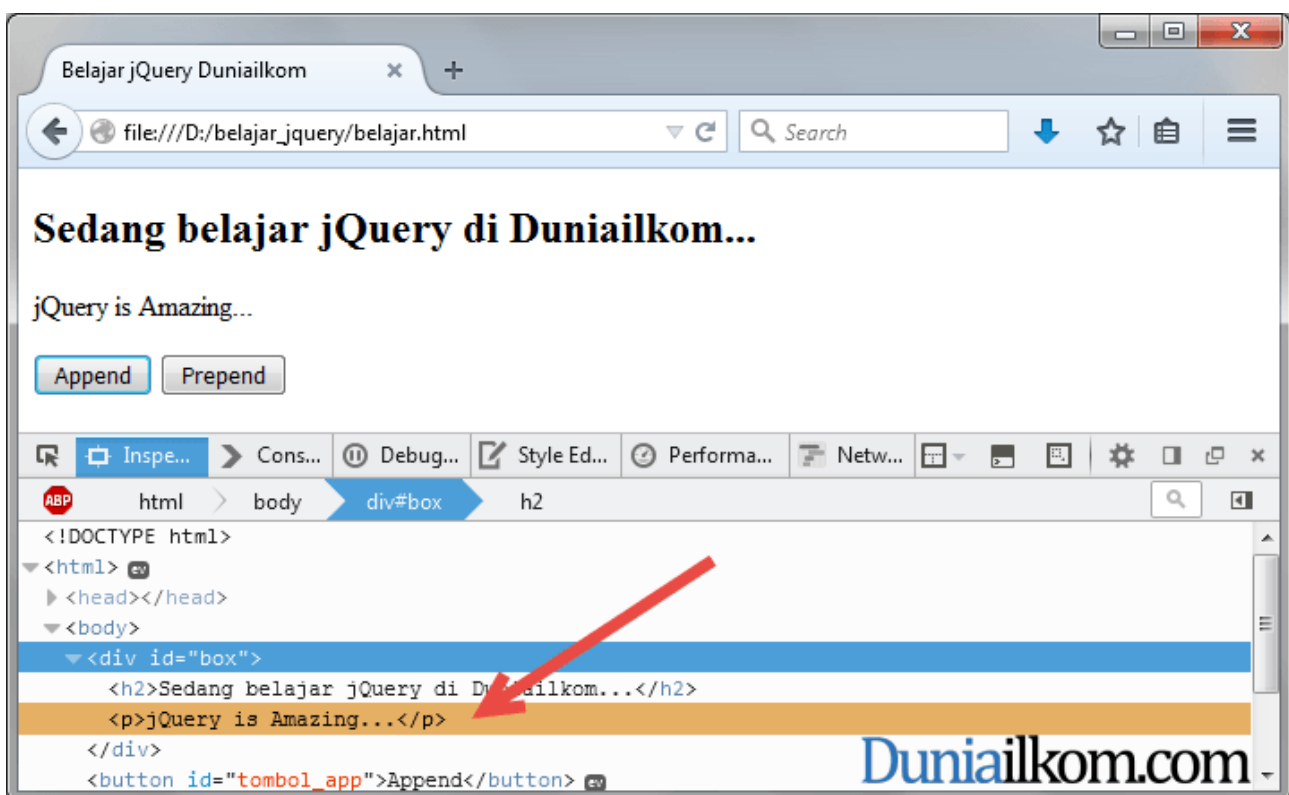 Belajar jQuery Duniailkom
file:///D:/belajar_jquery/belajar.html
Search
Sedang belajar jQuery di Duniailkom...
jQuery is Amazing...
Append Prepend
Inspe... Cons... Debug... Style Ed... Performa... Netw...
ABP html body div#box h2
<!DOCTYPE html>
<html> ev
<head></head>
<body>
<div id="box">
<h2>Sedang belajar jQuery di Duniailkom...</h2>
<p>jQuery is Amazing...</p>
</div>
<button id="tombol_app">Append</button> ev
Duniailkom.com